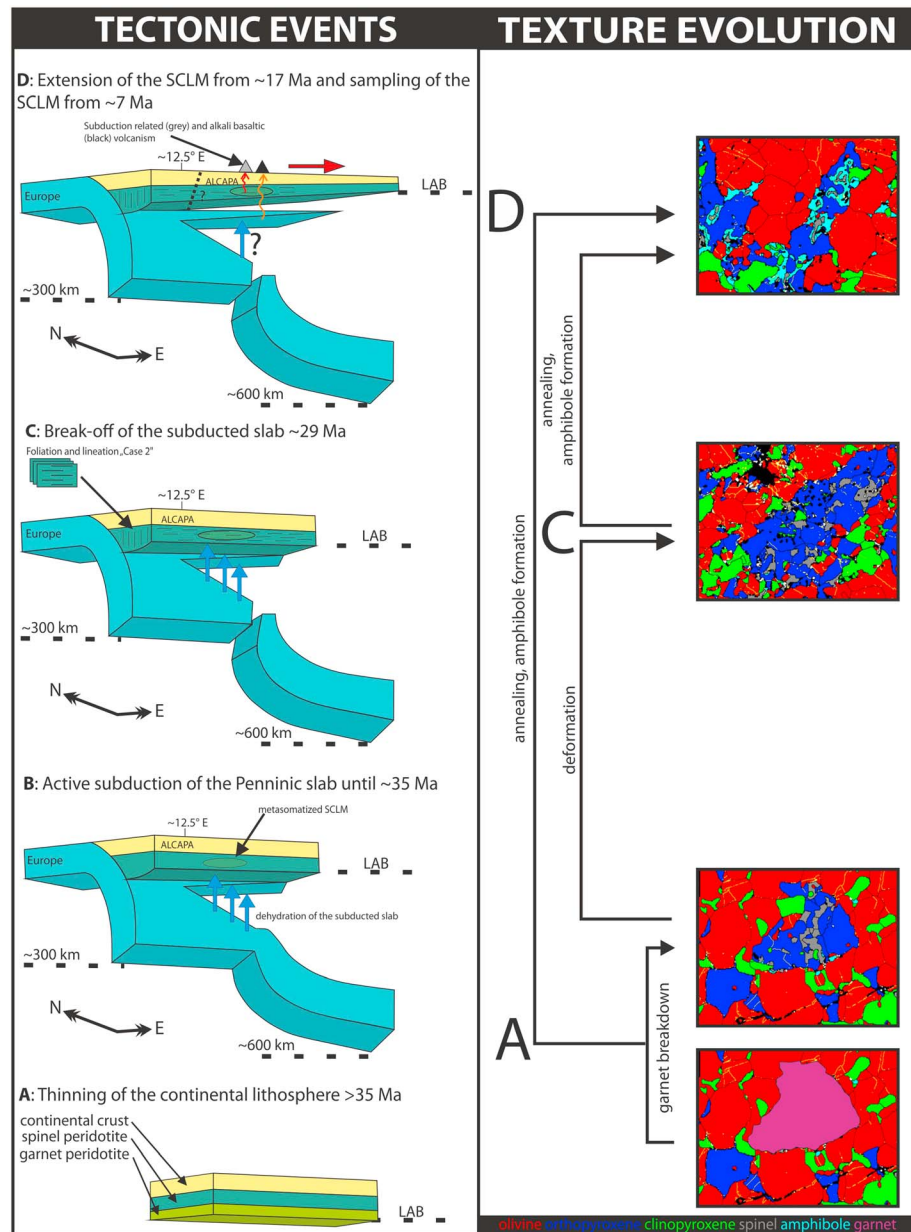 TECTONIC EVENTS
D: Extension of the SCLM from ~17 Ma and sampling of the
SCLM from ~7 Ma
Subduction related (grey) and alkali basaltic
(black) volcanism
~12.5° E
Europe
ALCAPA
LAB
?
?
~300 km
N
E
~600 km
C: Break-off of the subducted slab ~29 Ma
Foliation and lineation „Case 2"
~12.5° E
Europe
ALCAPA
LAB
~300 km
N
E
~600 km
B: Active subduction of the Penninic slab until ~35 Ma
metasomatized SCLM
~12.5° E
Europe
ALCAPA
LAB
dehydration of the subducted slab
~300 km
N
E
~600 km
A: Thinning of the continental lithosphere >35 Ma
continental crust
spinel peridotite
garnet peridotite
LAB
TEXTURE EVOLUTION
D
annealing,
amphibole formation
C
annealing, amphibole formation
deformation
A
garnet breakdown
olivine orthopyroxene clinopyroxene spinel amphibole garnet